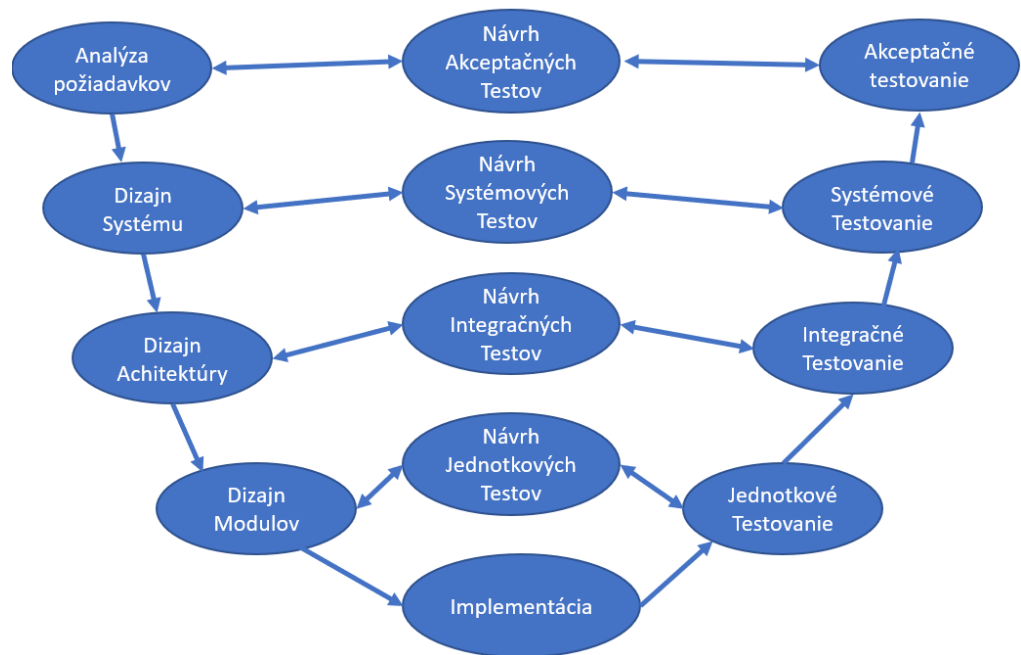 Analýza
požiadavkov
Návrh
Akceptačných
Testov
Akceptačné
testovanie
Dizajn
Systému
Návrh
Systémových
Testov
Systémové
Testovanie
Dizajn
Achitektúry
Návrh
Integračných
Testov
Integračné
Testovanie
Dizajn
Modulov
Návrh
Jednotkových
Testov
Jednotkové
Testovanie
Implementácia